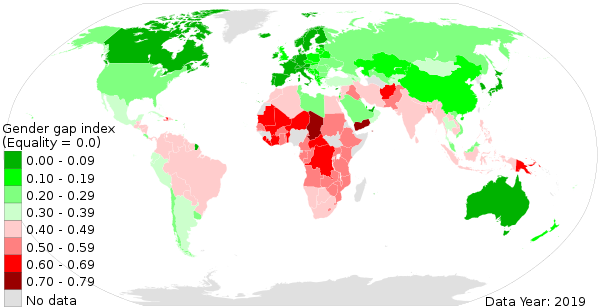 Gender gap index
(Equality = 0.0)
0.00 - 0.09
0.10 - 0.19
0.20 - 0.29
0.30 - 0.39
0.40 - 0.49
0.50 - 0.59
0.60 - 0.69
0.70 - 0.79
No data
Data Year: 2019